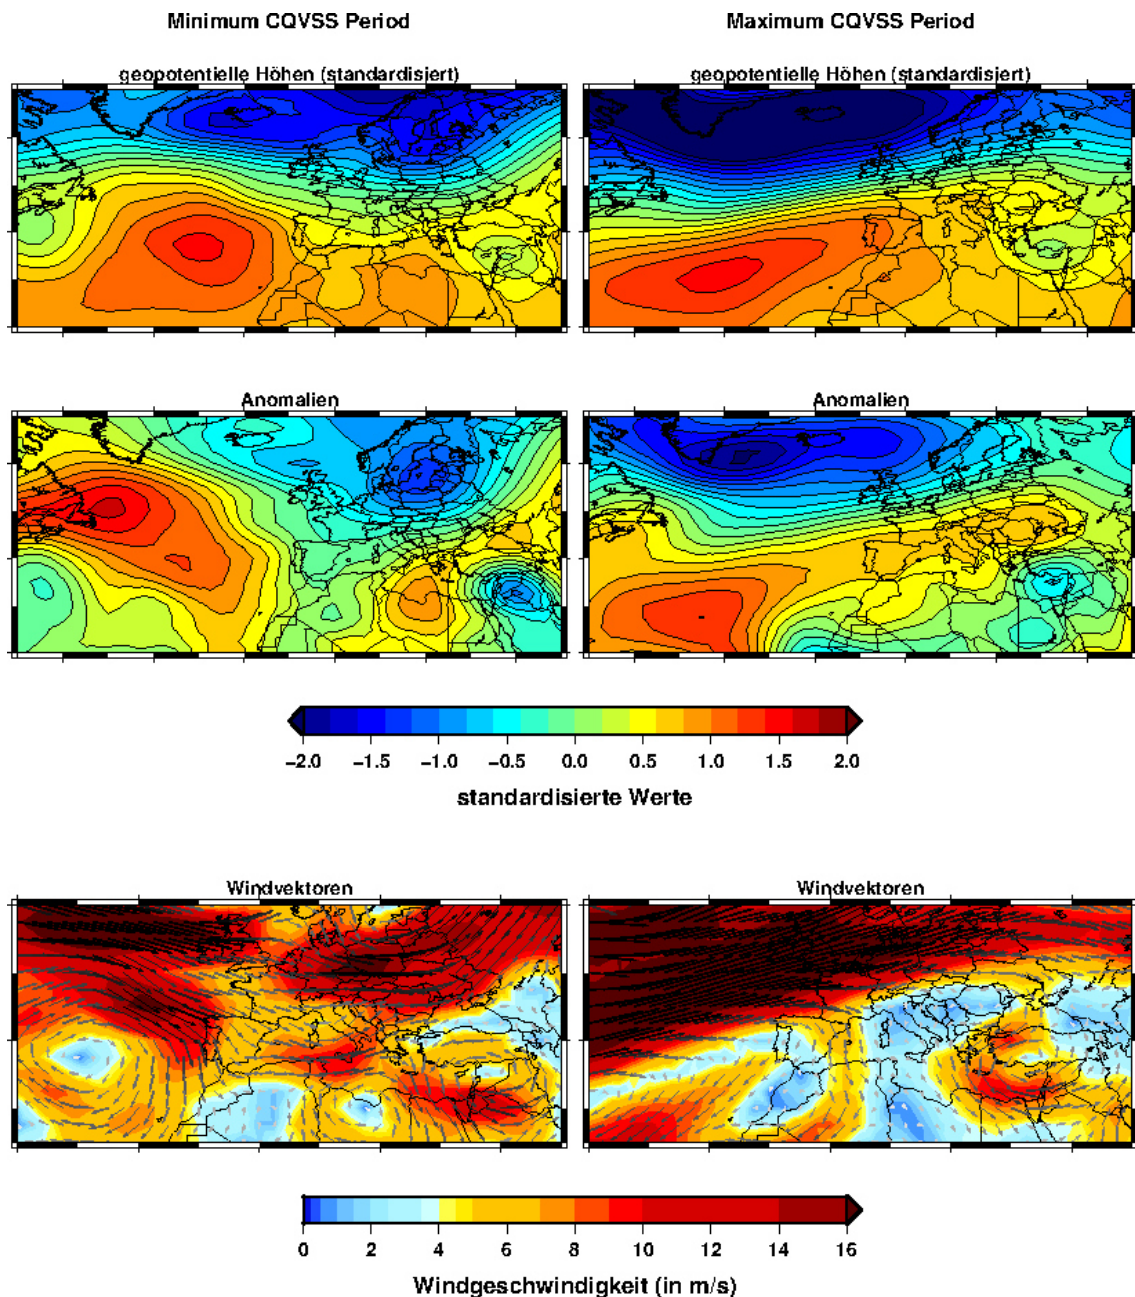 Minimum CQVSS Period
Maximum CQVSS Period
geopotentielle Höhen (standardisiert)
geopotentielle Höhen (standardisiert)
Anomalien
Anomalien
−2.0 −1.5 −1.0 −0.5 0.0 0.5 1.0 1.5 2.0
standardisierte Werte
Windvektoren
Windvektoren
0 2 4 6 8 10 12 14 16
Windgeschwindigkeit (in m/s)